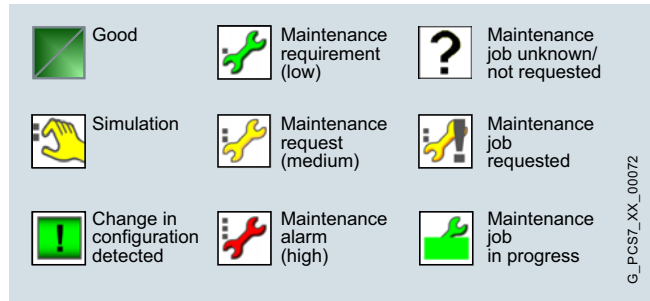 Good
Maintenance
requirement
(low)
Maintenance
job unknown/
not requested
Simulation
Maintenance
request
(medium)
Maintenance
job
requested
Change in
configuration
detected
Maintenance
alarm
(high)
Maintenance
job
in progress
G_PCS7_XX_00072